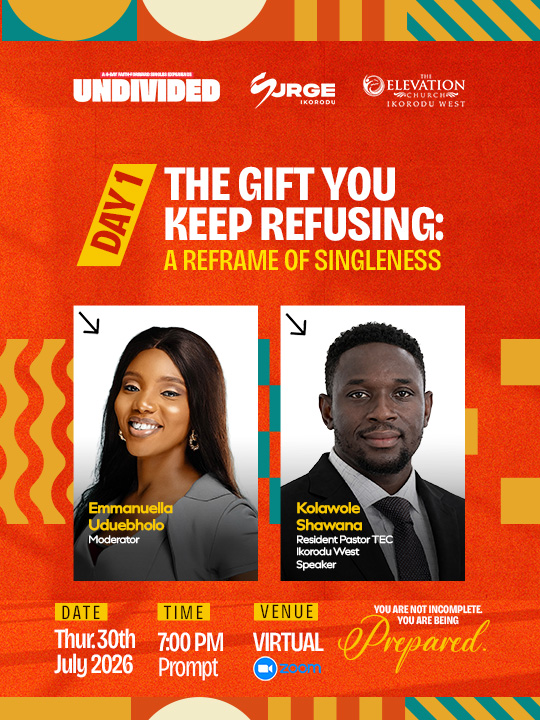 A 4-DAY FAITH-FORWARD SINGLES EXPERIENCE
UNDIVIDED
SURGE
IKORODU
THE
ELEVATION
CHURCH
IKORODU WEST
DAY 1
THE GIFT YOU
KEEP REFUSING:
A REFRAME OF SINGLENESS
Emmanuella
Uduebholo
Moderator
Kolawole
Shawana
Resident Pastor TEC
Ikorodu West
Speaker
DATE
Thur. 30th
July 2026
TIME
7:00 PM
Prompt
VENUE
VIRTUAL
zoom
YOU ARE NOT INCOMPLETE.
YOU ARE BEING
Prepared.